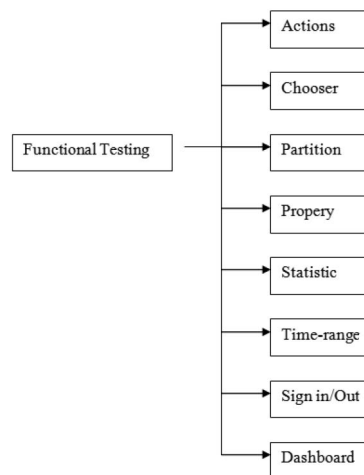 Actions
Chooser
Functional Testing
Partition
Propery
Statistic
Time-range
Sign in/Out
Dashboard